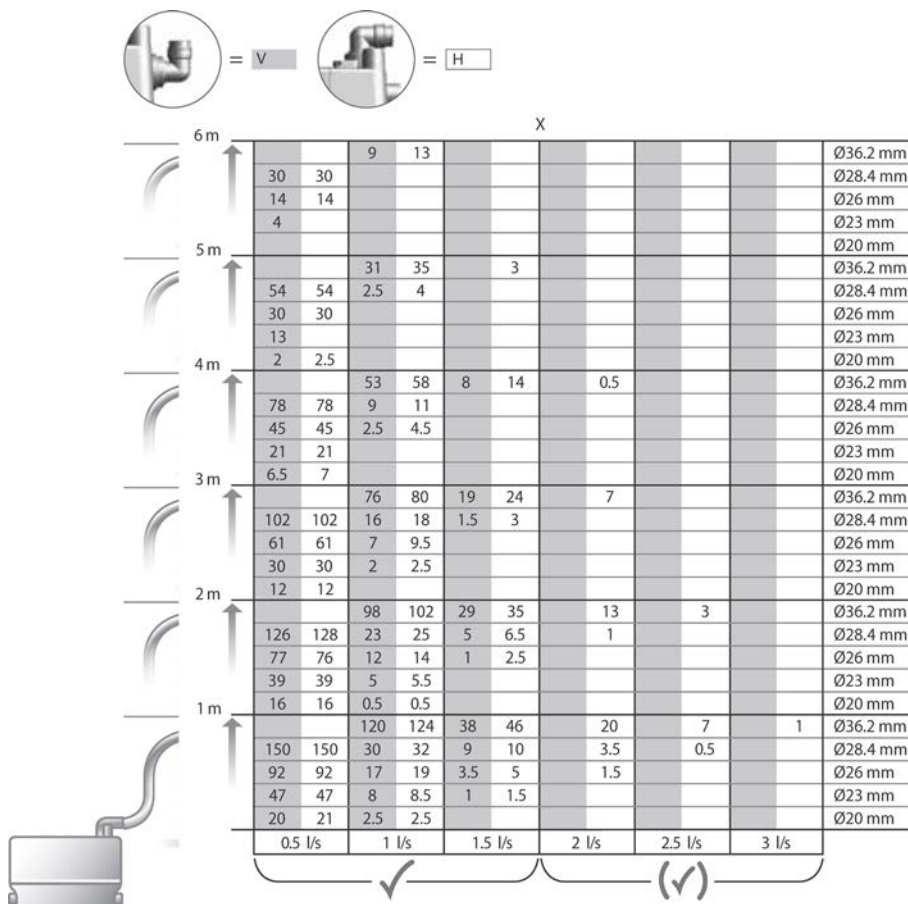 = V = H
X
6 m
9 13 Ø36.2 mm
30 30 Ø28.4 mm
14 14 Ø26 mm
4 Ø23 mm
Ø20 mm
5 m
31 35 3 Ø36.2 mm
54 54 2.5 4 Ø28.4 mm
30 30 Ø26 mm
13 Ø23 mm
2 2.5 Ø20 mm
4 m
53 58 8 14 0.5 Ø36.2 mm
78 78 9 11 Ø28.4 mm
45 45 2.5 4.5 Ø26 mm
21 21 Ø23 mm
6.5 7 Ø20 mm
3 m
76 80 19 24 7 Ø36.2 mm
102 102 16 18 1.5 3 Ø28.4 mm
61 61 7 9.5 Ø26 mm
30 30 2 2.5 Ø23 mm
12 12 Ø20 mm
2 m
98 102 29 35 13 3 Ø36.2 mm
126 128 23 25 5 6.5 1 Ø28.4 mm
77 76 12 14 1 2.5 Ø26 mm
39 39 5 5.5 Ø23 mm
16 16 0.5 0.5 Ø20 mm
1 m
120 124 38 46 20 7 1 Ø36.2 mm
150 150 30 32 9 10 3.5 0.5 Ø28.4 mm
92 92 17 19 3.5 5 1.5 Ø26 mm
47 47 8 8.5 1 1.5 Ø23 mm
20 21 2.5 2.5 Ø20 mm
0.5 l/s 1 l/s 1.5 l/s 2 l/s 2.5 l/s 3 l/s
✓ (✓)